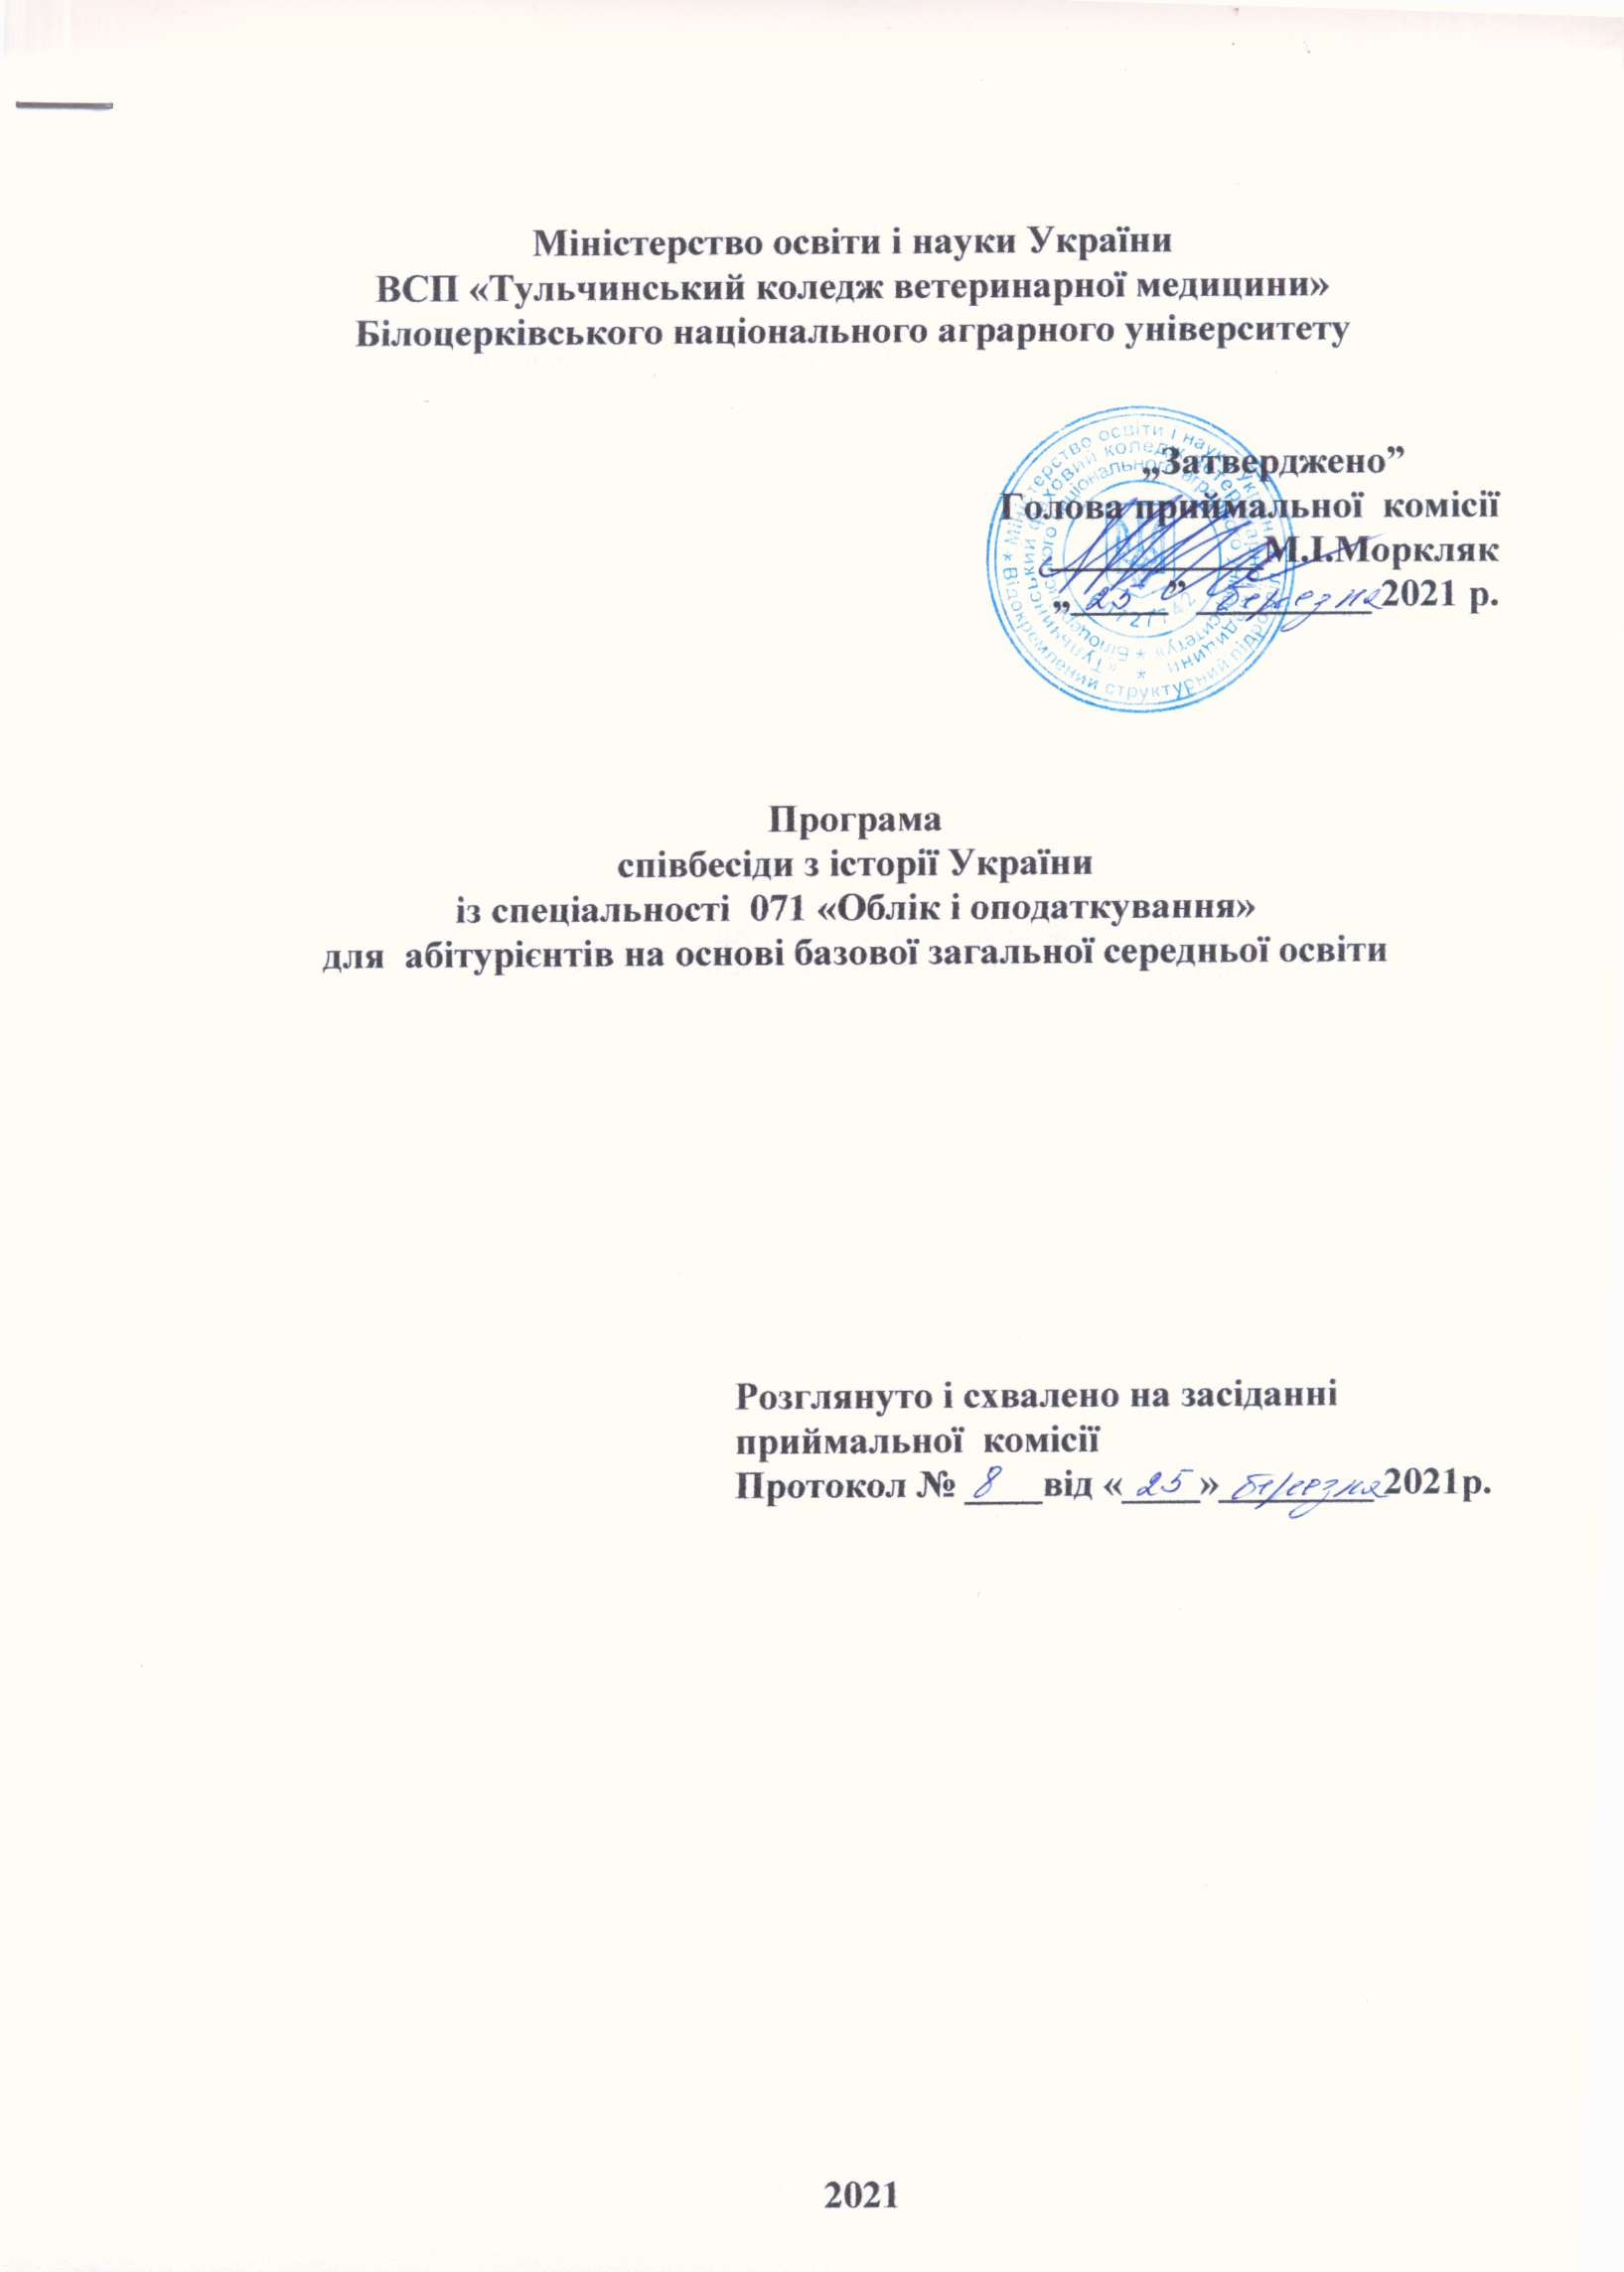 Міністерство освіти і науки України
ВСП «Тульчинський коледж ветеринарної медицини»
Білоцерківського національного аграрного університету
„Затверджено”
Голова приймальної комісії
____________М.І.Моркляк
„ 25 ” березня 2021 р.
Програма
співбесіди з історії України
із спеціальності 071 «Облік і оподаткування»
для абітурієнтів на основі базової загальної середньої освіти
Розглянуто і схвалено на засіданні
приймальної комісії
Протокол № 8 від « 25 » березня 2021р.
2021